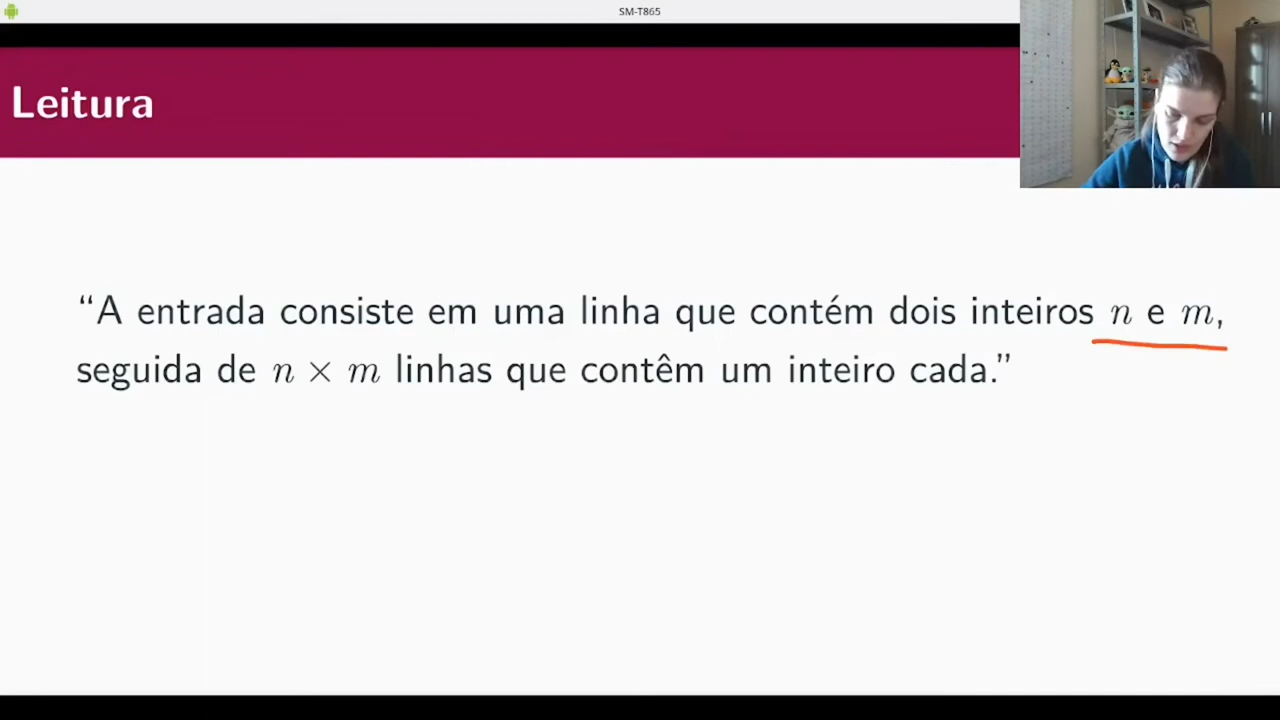 SM-T865
Leitura
“A entrada consiste em uma linha que contém dois inteiros n e m,
seguida de n × m linhas que contêm um inteiro cada.”